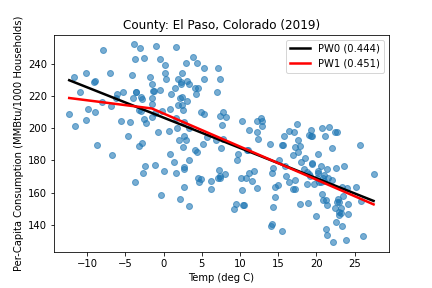 County: El Paso, Colorado (2019)
PW0 (0.444)
PW1 (0.451)
Per-Capita Consumption (MMBtu/1000 Households)
240
220
200
180
160
140
−10 −5 0 5 10 15 20 25
Temp (deg C)